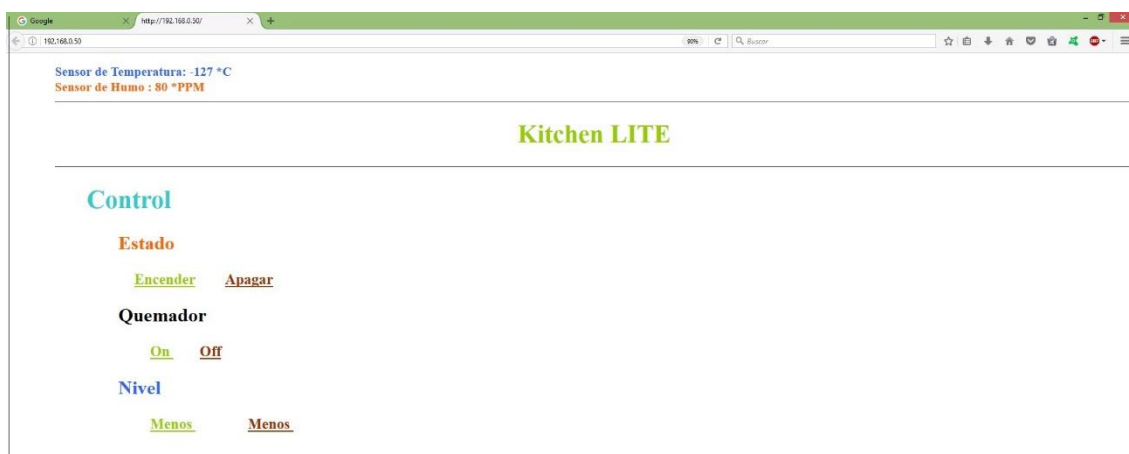 Google http://192.168.0.50/
192.168.0.50 90% Buscar
Sensor de Temperatura: -127 *C
Sensor de Humo : 80 *PPM
Kitchen LITE
Control
Estado
Encender Apagar
Quemador
On Off
Nivel
Menos Menos